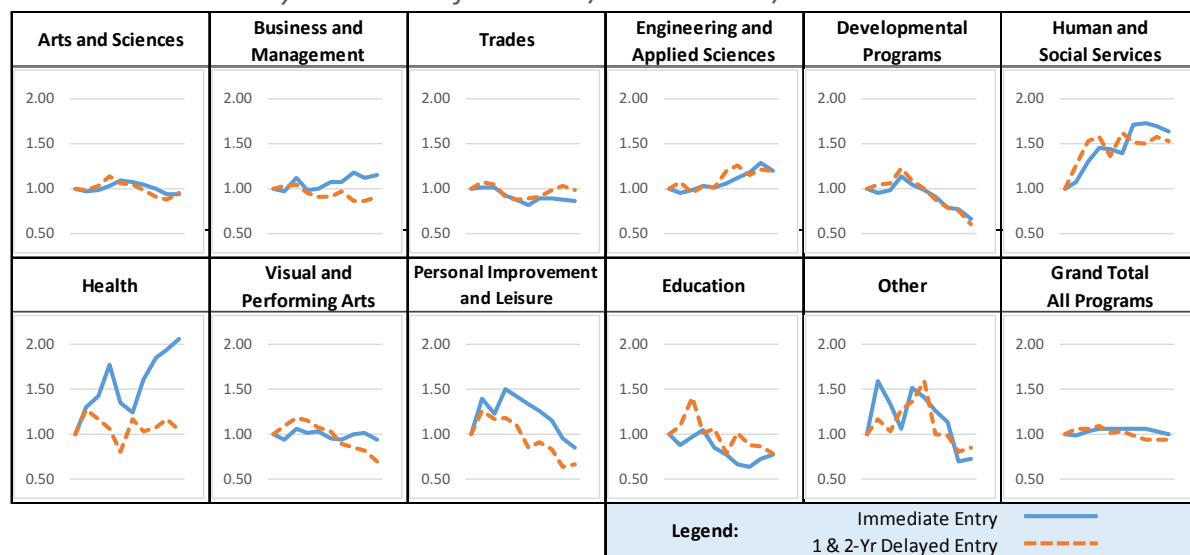 Arts and Sciences
Business and
Management
Trades
Engineering and
Applied Sciences
Developmental
Programs
Human and
Social Services
2.00
1.50
1.00
0.50
2.00
1.50
1.00
0.50
2.00
1.50
1.00
0.50
2.00
1.50
1.00
0.50
2.00
1.50
1.00
0.50
2.00
1.50
1.00
0.50
Health
Visual and
Performing Arts
Personal Improvement
and Leisure
Education
Other
Grand Total
All Programs
2.00
1.50
1.00
0.50
2.00
1.50
1.00
0.50
2.00
1.50
1.00
0.50
2.00
1.50
1.00
0.50
2.00
1.50
1.00
0.50
2.00
1.50
1.00
0.50
Legend:
Immediate Entry
1 & 2-Yr Delayed Entry